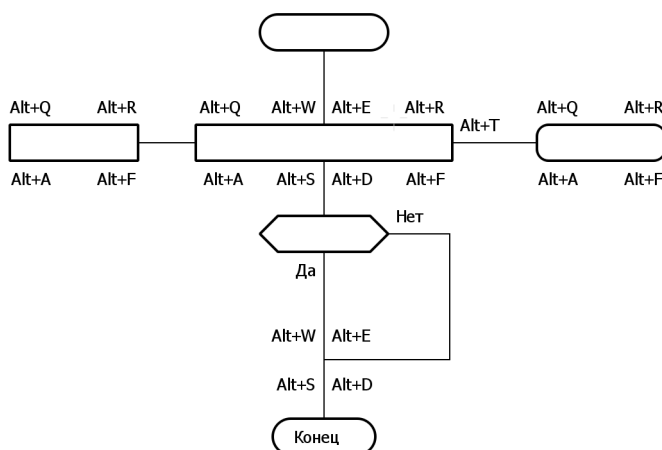 Alt+Q Alt+R Alt+Q Alt+W Alt+E Alt+R Alt+Q Alt+R
Alt+T
Alt+A Alt+F Alt+A Alt+S Alt+D Alt+F Alt+A Alt+F
Нет
Да
Alt+W Alt+E
Alt+S Alt+D
Конец